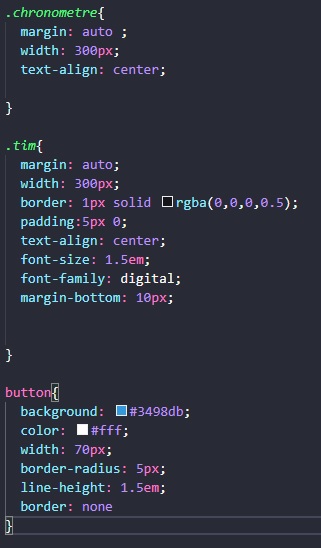 .chronometre{
margin: auto ;
width: 300px;
text-align: center;
}
.tim{
margin: auto;
width: 300px;
border: 1px solid rgba(0,0,0,0.5);
padding:5px 0;
text-align: center;
font-size: 1.5em;
font-family: digital;
margin-bottom: 10px;
}
button{
background: #3498db;
color: #fff;
width: 70px;
border-radius: 5px;
line-height: 1.5em;
border: none
}